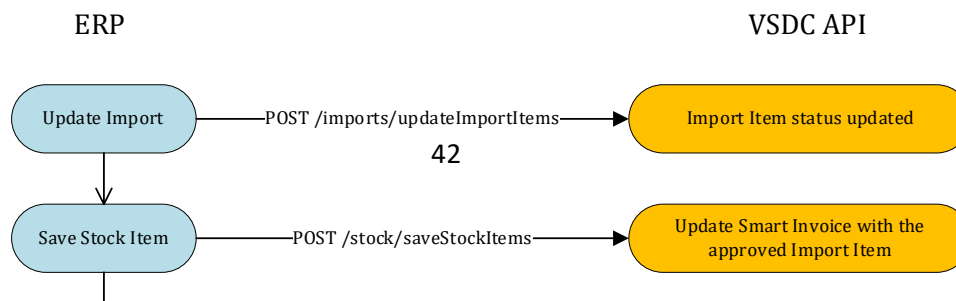 ERP
VSDC API
Update Import
POST /imports/updateImportItems
Import Item status updated
42
Save Stock Item
POST /stock/saveStockItems
Update Smart Invoice with the
approved Import Item